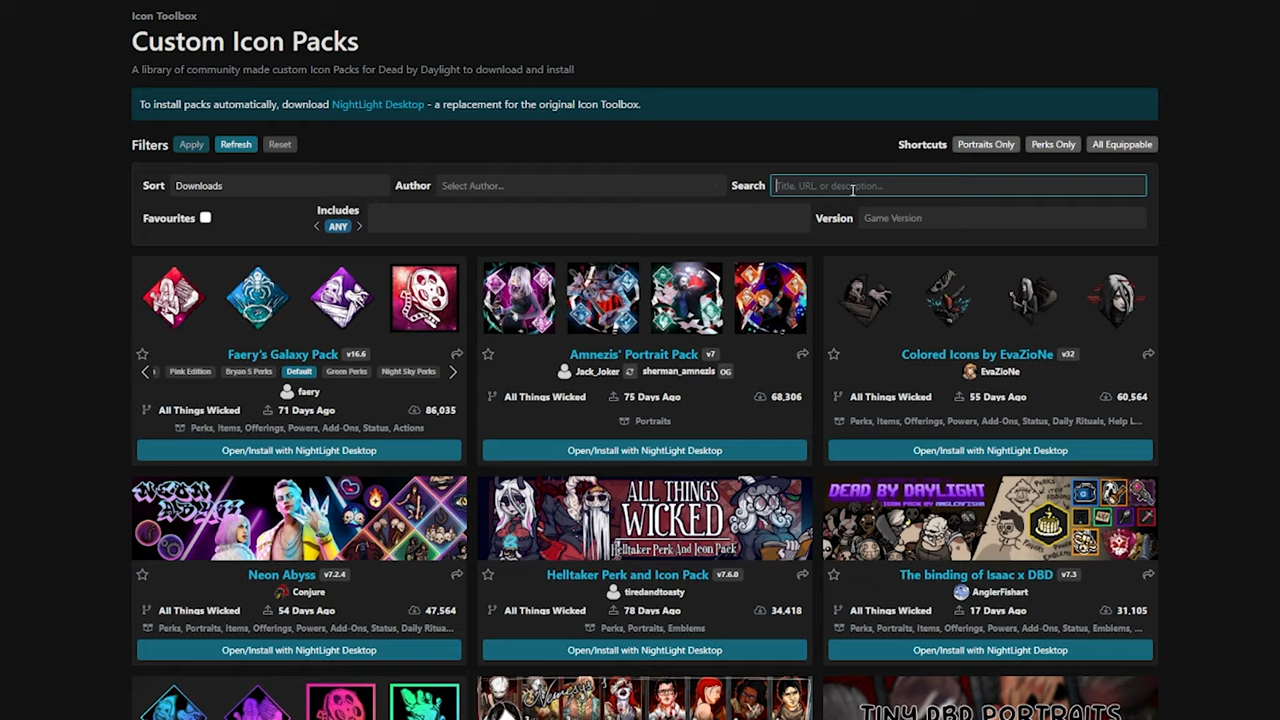 Icon Toolbox
Custom Icon Packs
A library of community made custom Icon Packs for Dead by Daylight to download and install
To install packs automatically, download NightLight Desktop - a replacement for the original Icon Toolbox.
Filters Apply Refresh Reset Shortcuts Portraits Only Perks Only All Equippable
Sort Downloads Author Select Author... Search Title, URL, or description...
Favourites Includes ANY Version Game Version
Faery's Galaxy Pack v16.6
Pink Edition Bryan S Perks Default Green Perks Night Sky Perks
faery
All Things Wicked 71 Days Ago 86,035
Perks, Items, Offerings, Powers, Add-Ons, Status, Actions
Open/Install with NightLight Desktop
Amnezis' Portrait Pack v7
Jack_Joker sherman_amnezis OG
All Things Wicked 75 Days Ago 68,306
Portraits
Open/Install with NightLight Desktop
Colored Icons by EvaZioNe v32
EvaZioNe
All Things Wicked 55 Days Ago 60,564
Perks, Items, Offerings, Powers, Add-Ons, Status, Daily Rituals, Help L...
Open/Install with NightLight Desktop
NEON ABYSS
Neon Abyss v7.2.4
Conjure
All Things Wicked 54 Days Ago 47,564
Perks, Portraits, Items, Offerings, Powers, Add-Ons, Status, Daily Ritua...
Open/Install with NightLight Desktop
ALL THINGS
WICKED
Helltaker Perk And Icon Pack
Helltaker Perk and Icon Pack v7.6.0
tiredandtoasty
All Things Wicked 78 Days Ago 34,418
Perks, Portraits, Emblems
Open/Install with NightLight Desktop
DEAD BY DAYLIGHT
ICON PACK BY ANGLERFISHART
The binding of Isaac x DBD v7.3
AnglerFishart
All Things Wicked 17 Days Ago 31,105
Perks, Portraits, Items, Offerings, Powers, Add-Ons, Status, Emblems, ...
Open/Install with NightLight Desktop
TINY DBD PORTRAITS